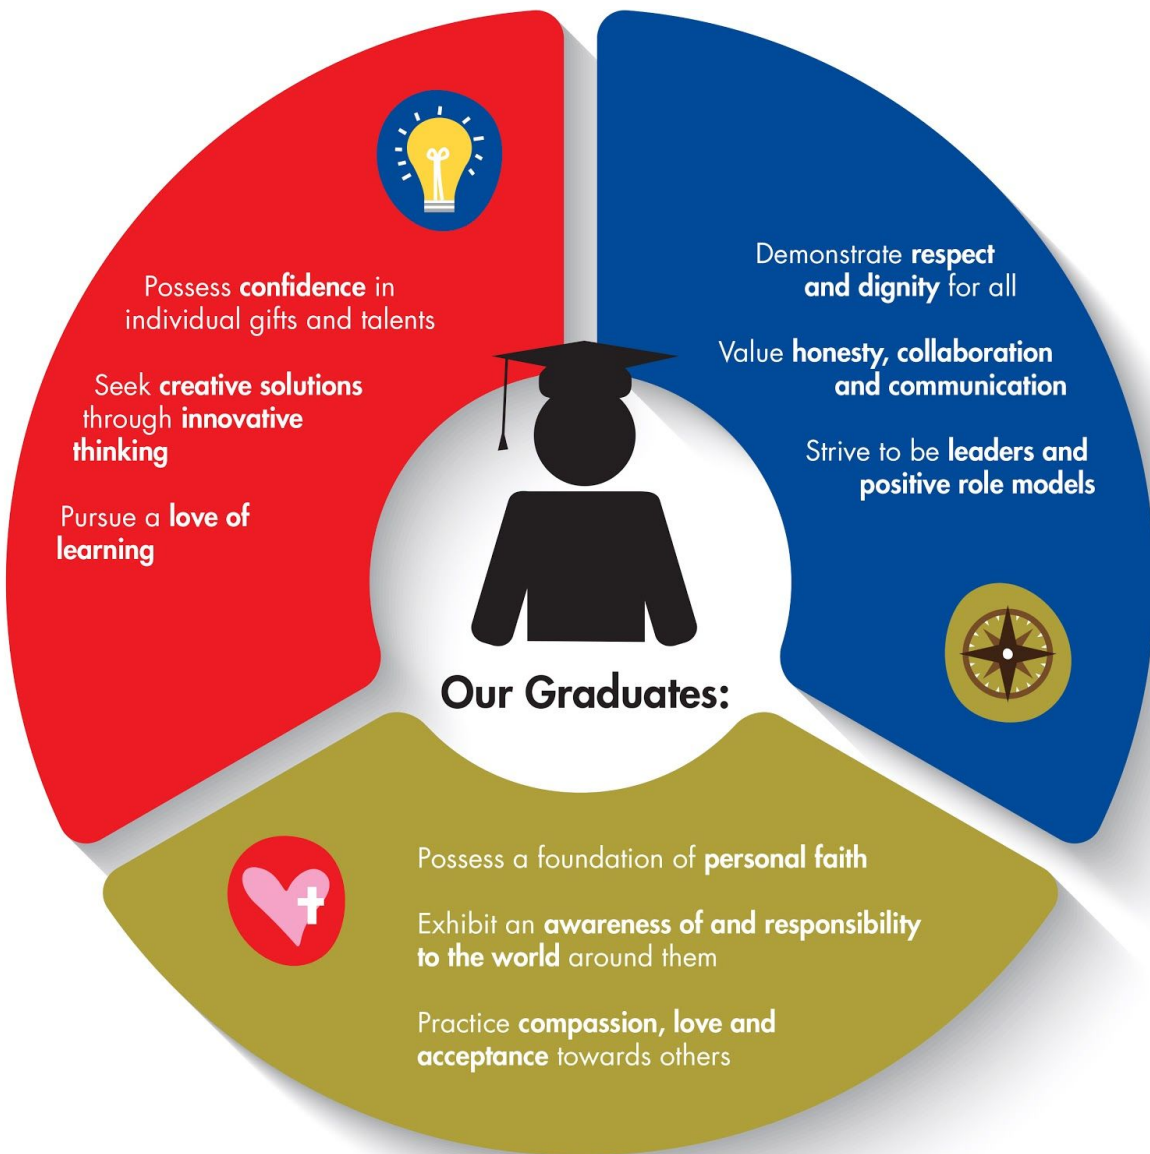 Possess confidence in
individual gifts and talents
Seek creative solutions
through innovative
thinking
Pursue a love of
learning
Demonstrate respect
and dignity for all
Value honesty, collaboration
and communication
Strive to be leaders and
positive role models
Our Graduates:
Possess a foundation of personal faith
Exhibit an awareness of and responsibility
to the world around them
Practice compassion, love and
acceptance towards others